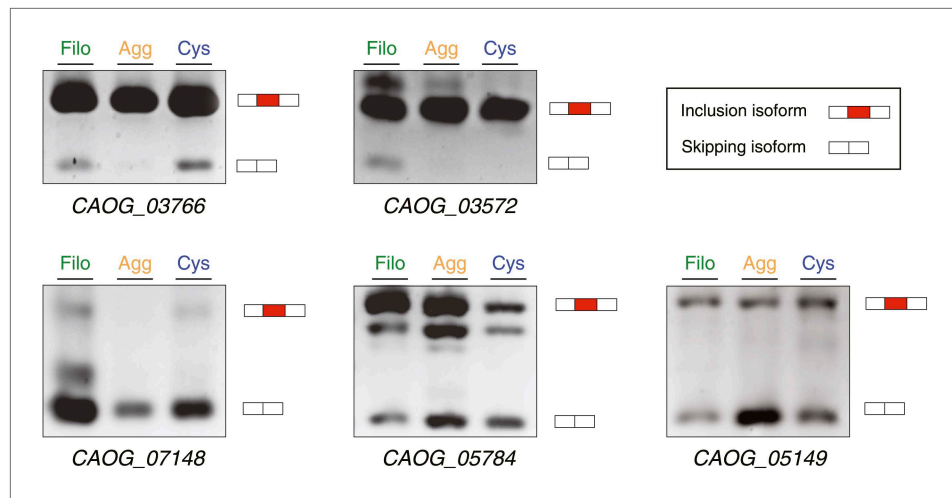 Filo Agg Cys
CAOG_03766
Filo Agg Cys
CAOG_03572
Inclusion isoform
Skipping isoform
Filo Agg Cys
CAOG_07148
Filo Agg Cys
CAOG_05784
Filo Agg Cys
CAOG_05149